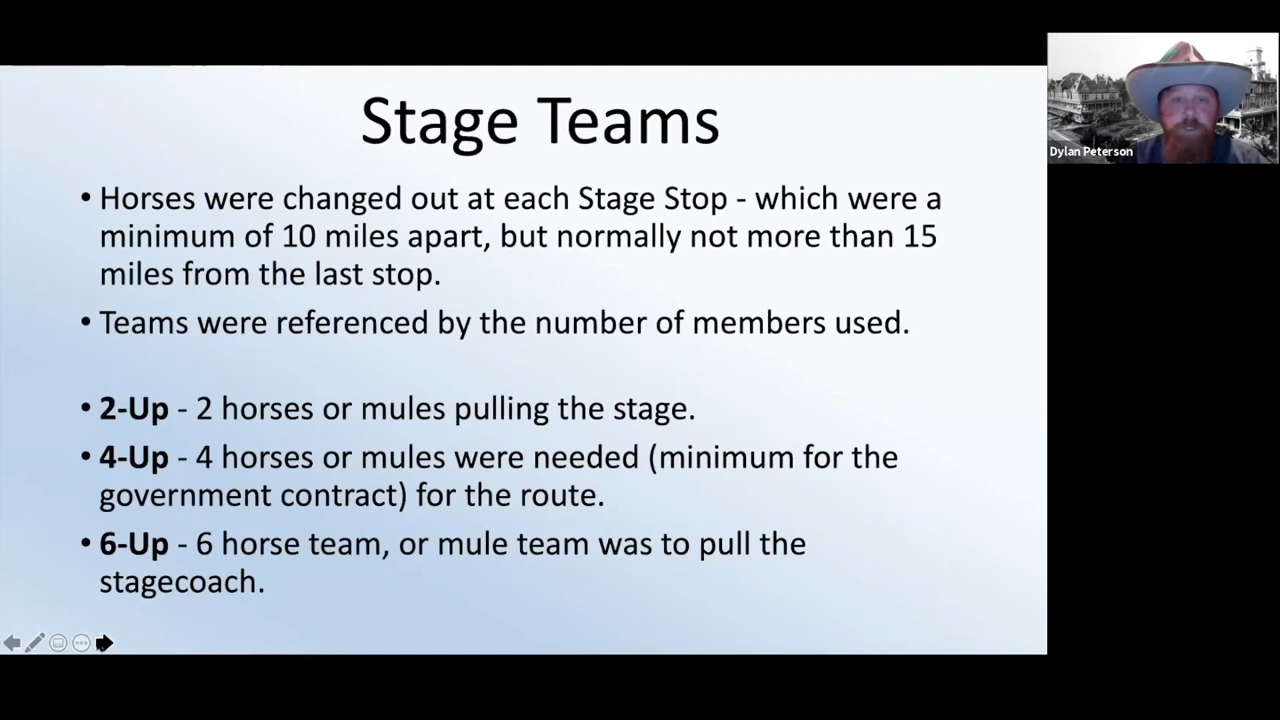 Stage Teams
• Horses were changed out at each Stage Stop - which were a
minimum of 10 miles apart, but normally not more than 15
miles from the last stop.
• Teams were referenced by the number of members used.
• 2-Up - 2 horses or mules pulling the stage.
• 4-Up - 4 horses or mules were needed (minimum for the
government contract) for the route.
• 6-Up - 6 horse team, or mule team was to pull the
stagecoach.
Dylan Peterson